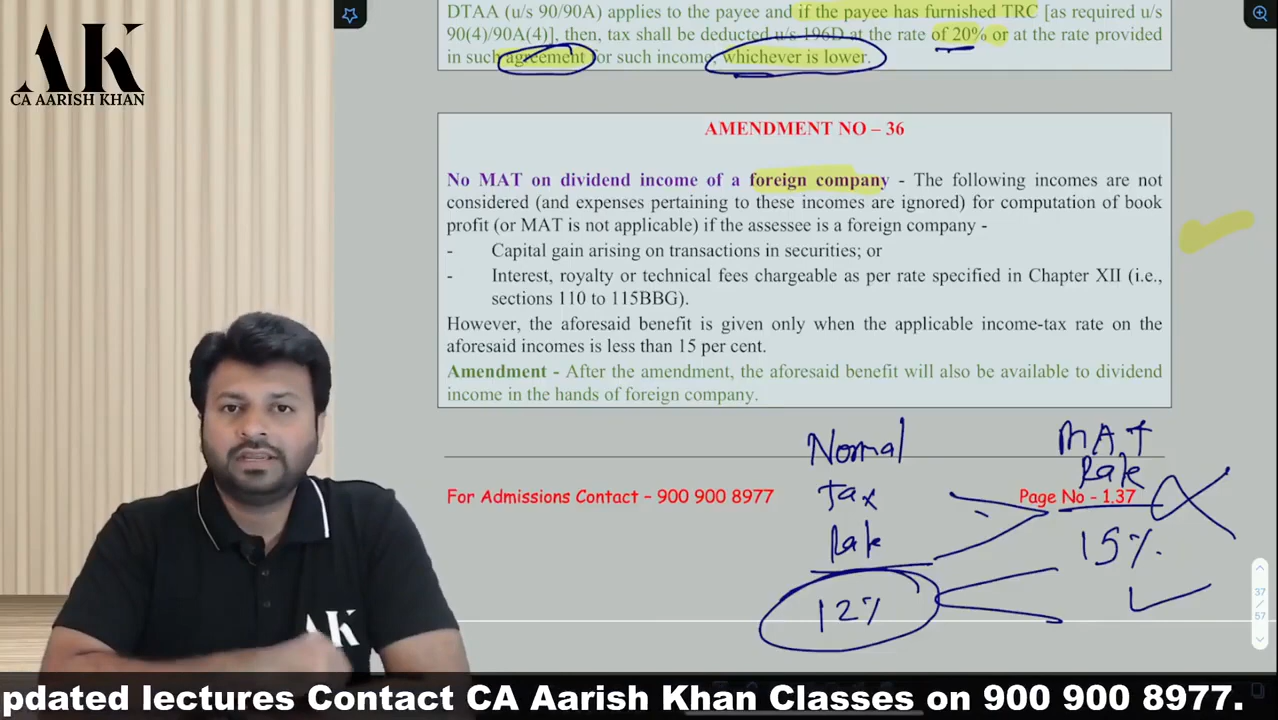 DTAA (u/s 90/90A) applies to the payee and if the payee has furnished TRC [as required u/s
90(4)/90A(4)], then, tax shall be deducted u/s 196D at the rate of 20% or at the rate provided
in such agreement for such income, whichever is lower.
AK
CA AARISH KHAN
AMENDMENT NO – 36
No MAT on dividend income of a foreign company - The following incomes are not
considered (and expenses pertaining to these incomes are ignored) for computation of book
profit (or MAT is not applicable) if the assessee is a foreign company -
- Capital gain arising on transactions in securities; or
- Interest, royalty or technical fees chargeable as per rate specified in Chapter XII (i.e.,
sections 110 to 115BBG).
However, the aforesaid benefit is given only when the applicable income-tax rate on the
aforesaid incomes is less than 15 per cent.
Amendment - After the amendment, the aforesaid benefit will also be available to dividend
income in the hands of foreign company.
Normal
Tax
Rate
12%
MAT
Rate
15%
For Admissions Contact – 900 900 8977
Page No - 1.37
37
/
57
AK
pdated lectures Contact CA Aarish Khan Classes on 900 900 8977.